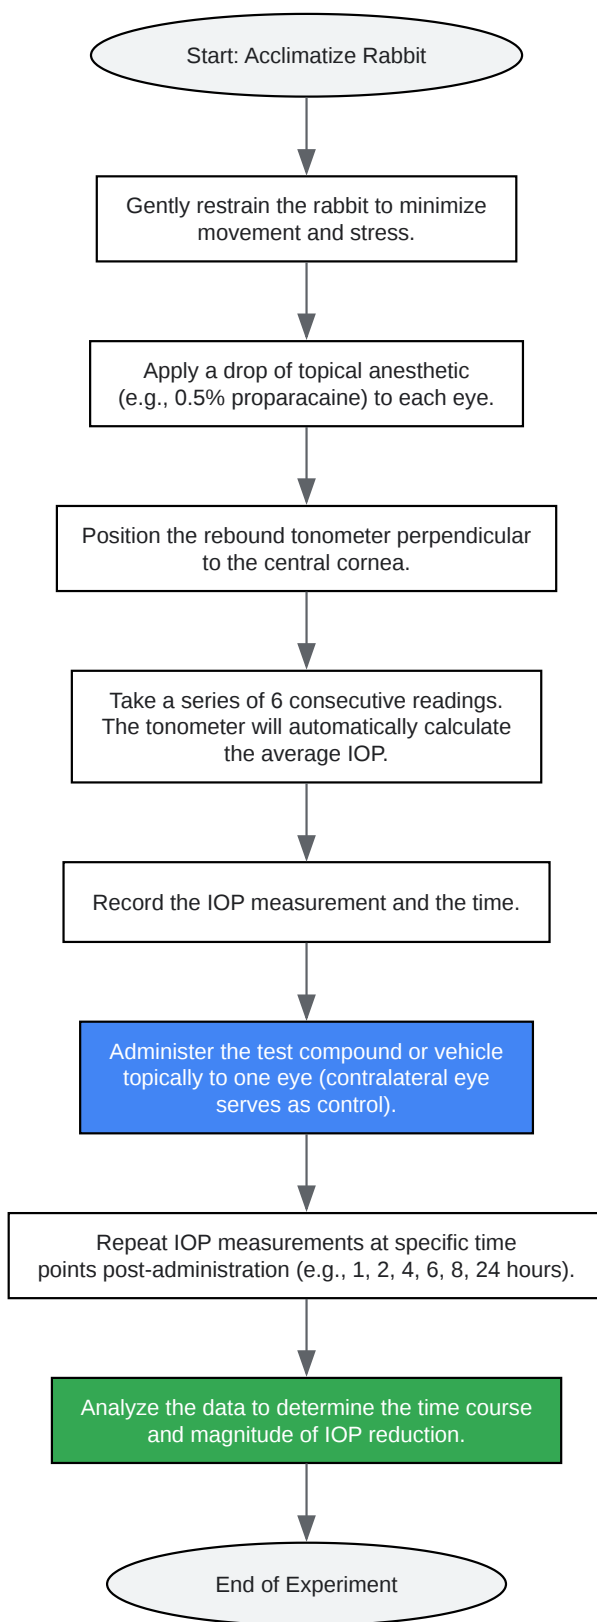 Start: Acclimatize Rabbit
Gently restrain the rabbit to minimize
movement and stress.
Apply a drop of topical anesthetic
(e.g., 0.5% proparacaine) to each eye.
Position the rebound tonometer perpendicular
to the central cornea.
Take a series of 6 consecutive readings.
The tonometer will automatically calculate
the average IOP.
Record the IOP measurement and the time.
Administer the test compound or vehicle
topically to one eye (contralateral eye
serves as control).
Repeat IOP measurements at specific time
points post-administration (e.g., 1, 2, 4, 6, 8, 24 hours).
Analyze the data to determine the time course
and magnitude of IOP reduction.
End of Experiment